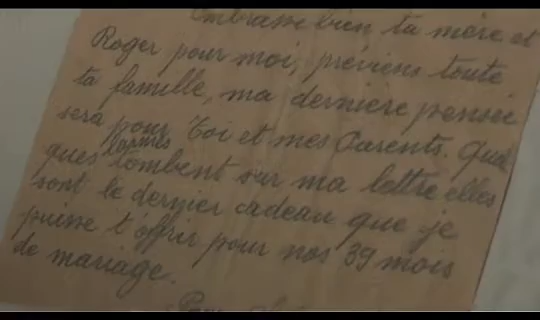 Embrasse bien ta mère et
Roger pour moi, préviens toute
ta famille, ma dernière pensée
sera pour Toi et mes Parents. Quel
ques larmes tombent sur ma lettre elles
sont le dernier cadeau que je
puisse t'offrir pour nos 39 mois
de mariage.